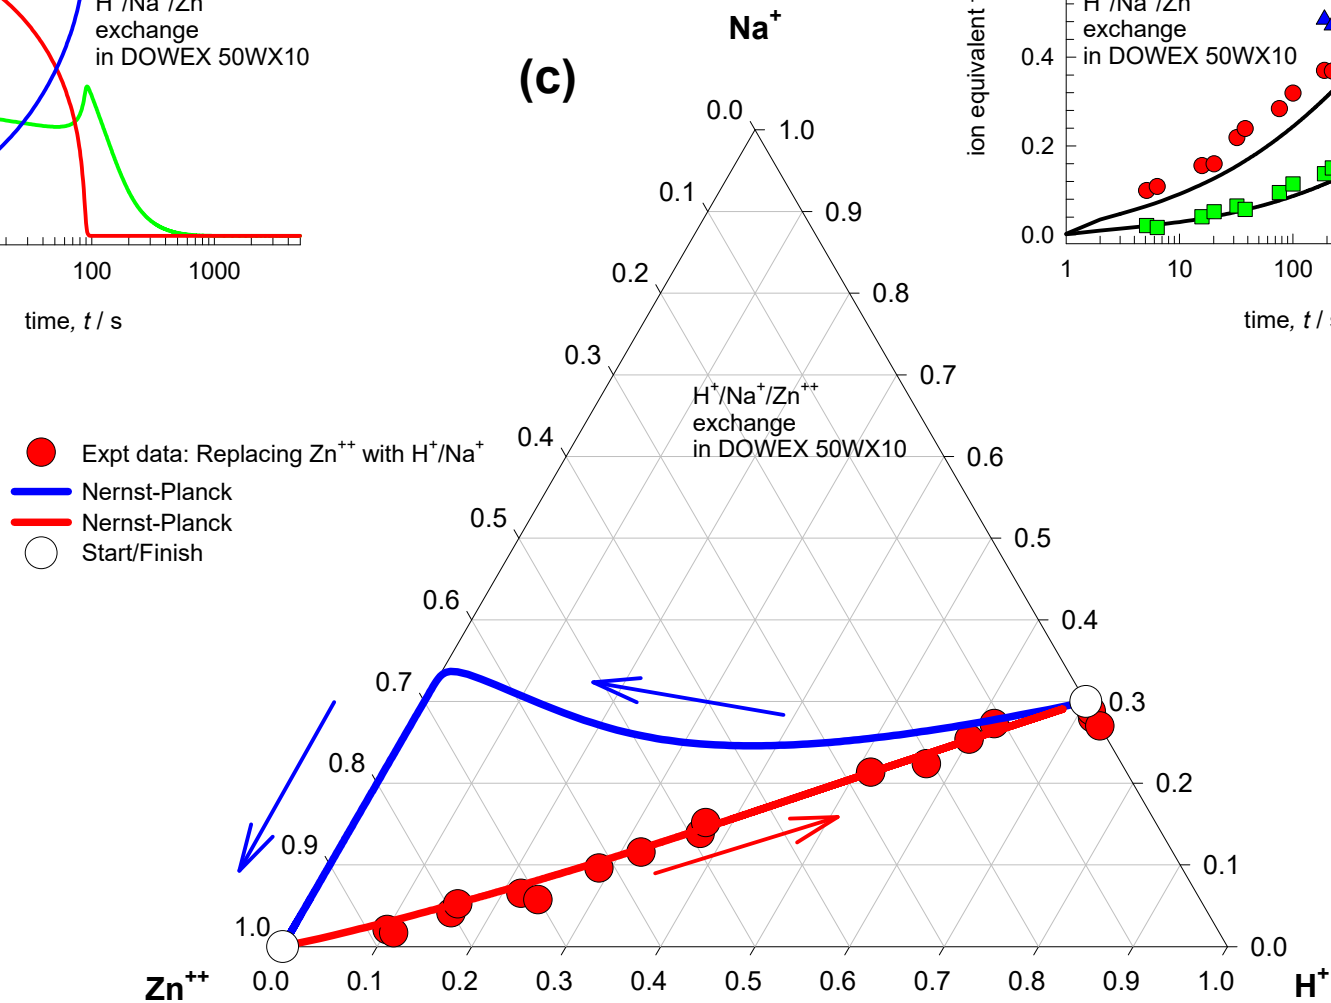 H⁺/Na⁺/Zn
exchange
in DOWEX 50WX10
100
1000
time, t / s
(c)
Na⁺
0.0
0.1
0.2
0.3
0.4
0.5
0.6
0.7
0.8
0.9
1.0
1.0
0.9
0.8
0.7
0.6
0.5
0.4
0.3
0.2
0.1
0.0
H⁺/Na⁺/Zn⁺⁺
exchange
in DOWEX 50WX10
Zn⁺⁺
0.0
0.1
0.2
0.3
0.4
0.5
0.6
0.7
0.8
0.9
1.0
H⁺
Expt data: Replacing Zn⁺⁺ with H⁺/Na⁺
Nernst-Planck
Nernst-Planck
Start/Finish
ion equivalent
0.4
0.2
0.0
H⁺/Na⁺/Zn
exchange
in DOWEX 50WX10
1
10
100
time, t /